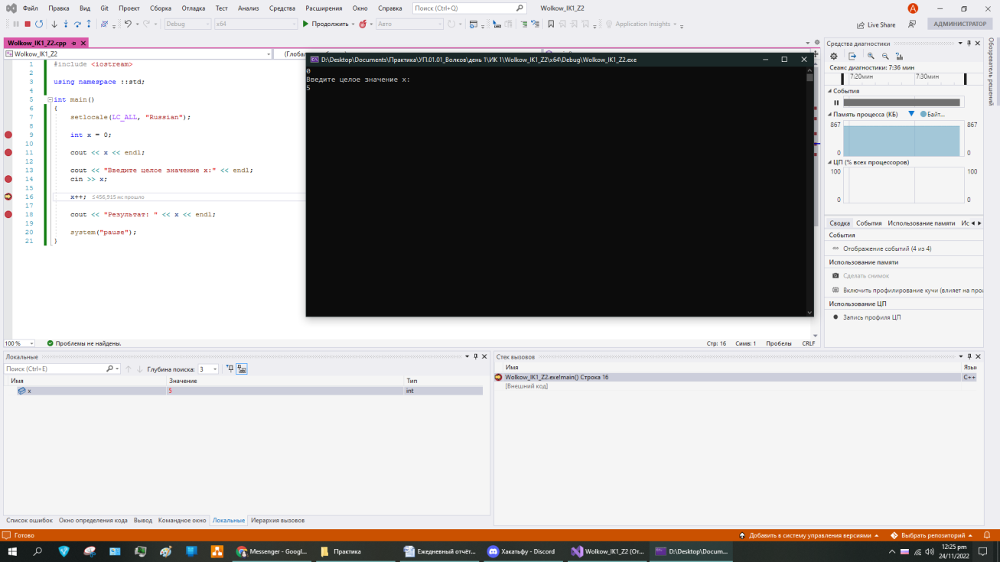 Файл Правка Вид Git Проект Сборка Отладка Тест Анализ Средства Расширения Окно Справка Поиск (Ctrl+Q) Wolkow_IK1_Z2 A
Debug x64 Продолжить Авто Application Insights Live Share АДМИНИСТРАТОР
Wolkow_IK1_Z2.cpp
Wolkow_IK1_Z2
1 #include <iostream>
2
3 using namespace ::std;
4
5 int main()
6 {
7 setlocale(LC_ALL, "Russian");
8
9 int x = 0;
10
11 cout << x << endl;
12
13 cout << "Введите целое значение x:" << endl;
14 cin >> x;
15
16 x++; ≤456,915 мс прошло
17
18 cout << "Результат: " << x << endl;
19
20 system("pause");
21 }
D:\Desktop\Documents\Практика\УП.01.01_Волков\день 1\ИК 1\Wolkow_IK1_Z2\x64\Debug\Wolkow_IK1_Z2.exe
0
Введите целое значение x:
5
Средства диагностики
Сеанс диагностики: 7:36 мин
7:20мин 7:30мин
События
Память процесса (КБ) Байт...
867 867
0 0
ЦП (% всех процессоров)
100 100
0 0
Сводка События Использование памяти Ис
События
Отображение событий (4 из 4)
Использование памяти
Сделать снимок
Включить профилирование кучи (влияет на про
Использование ЦП
Запись профиля ЦП
Обозреватель решений
100 % Проблемы не найдены. Стр: 16 Симв: 1 Пробелы CRLF
Локальные
Поиск (Ctrl+E) Глубина поиска: 3
Имя Значение Тип
x 5 int
Стек вызовов
Имя Язык
Wolkow_IK1_Z2.exe!main() Строка 16 C++
[Внешний код]
Список ошибок Окно определения кода Вывод Командное окно Локальные Иерархия вызовов
Готово Добавить в систему управления версиями Выбрать репозиторий
Messenger - Googl... Практика Ежедневный отчёт... Хакатьфу - Discord Wolkow_IK1_Z2 (От... D:\Desktop\Docum...
12:25 pm
24/11/2022